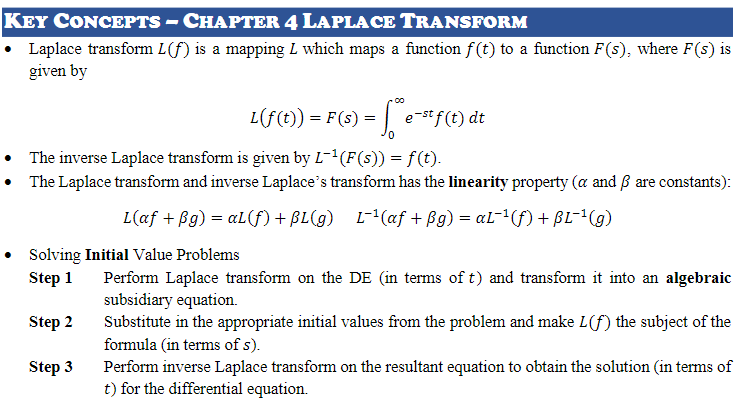 KEY CONCEPTS – CHAPTER 4 LAPLACE TRANSFORM
• Laplace transform L(f) is a mapping L which maps a function f(t) to a function F(s), where F(s) is
given by
L(f(t)) = F(s) = ∫₀^∞ e^(−st) f(t) dt
• The inverse Laplace transform is given by L⁻¹(F(s)) = f(t).
• The Laplace transform and inverse Laplace's transform has the linearity property (α and β are constants):
L(αf + βg) = αL(f) + βL(g) L⁻¹(αf + βg) = αL⁻¹(f) + βL⁻¹(g)
• Solving Initial Value Problems
Step 1 Perform Laplace transform on the DE (in terms of t) and transform it into an algebraic
subsidiary equation.
Step 2 Substitute in the appropriate initial values from the problem and make L(f) the subject of the
formula (in terms of s).
Step 3 Perform inverse Laplace transform on the resultant equation to obtain the solution (in terms of
t) for the differential equation.